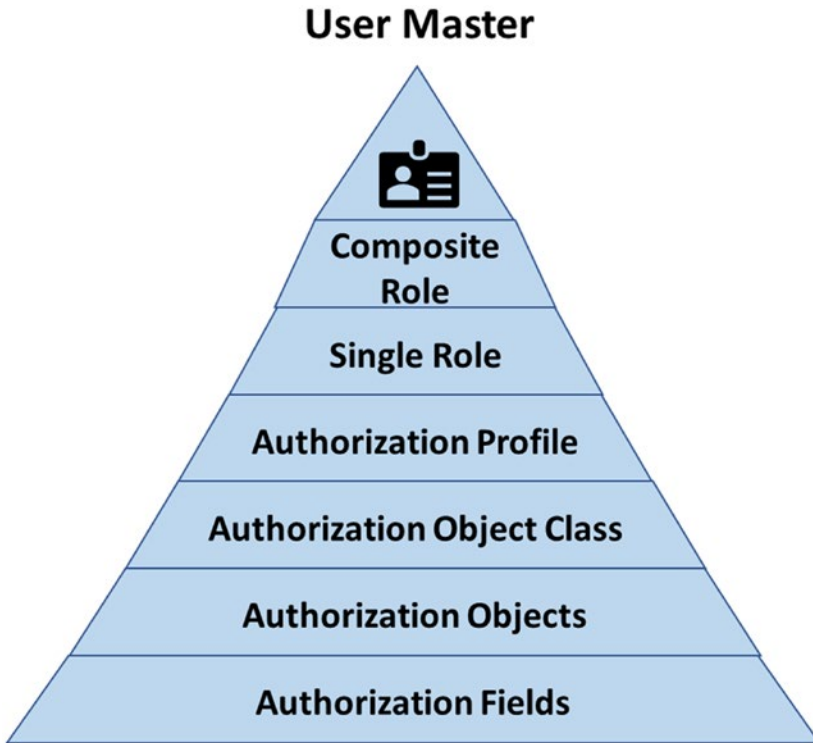 User Master
Composite
Role
Single Role
Authorization Profile
Authorization Object Class
Authorization Objects
Authorization Fields